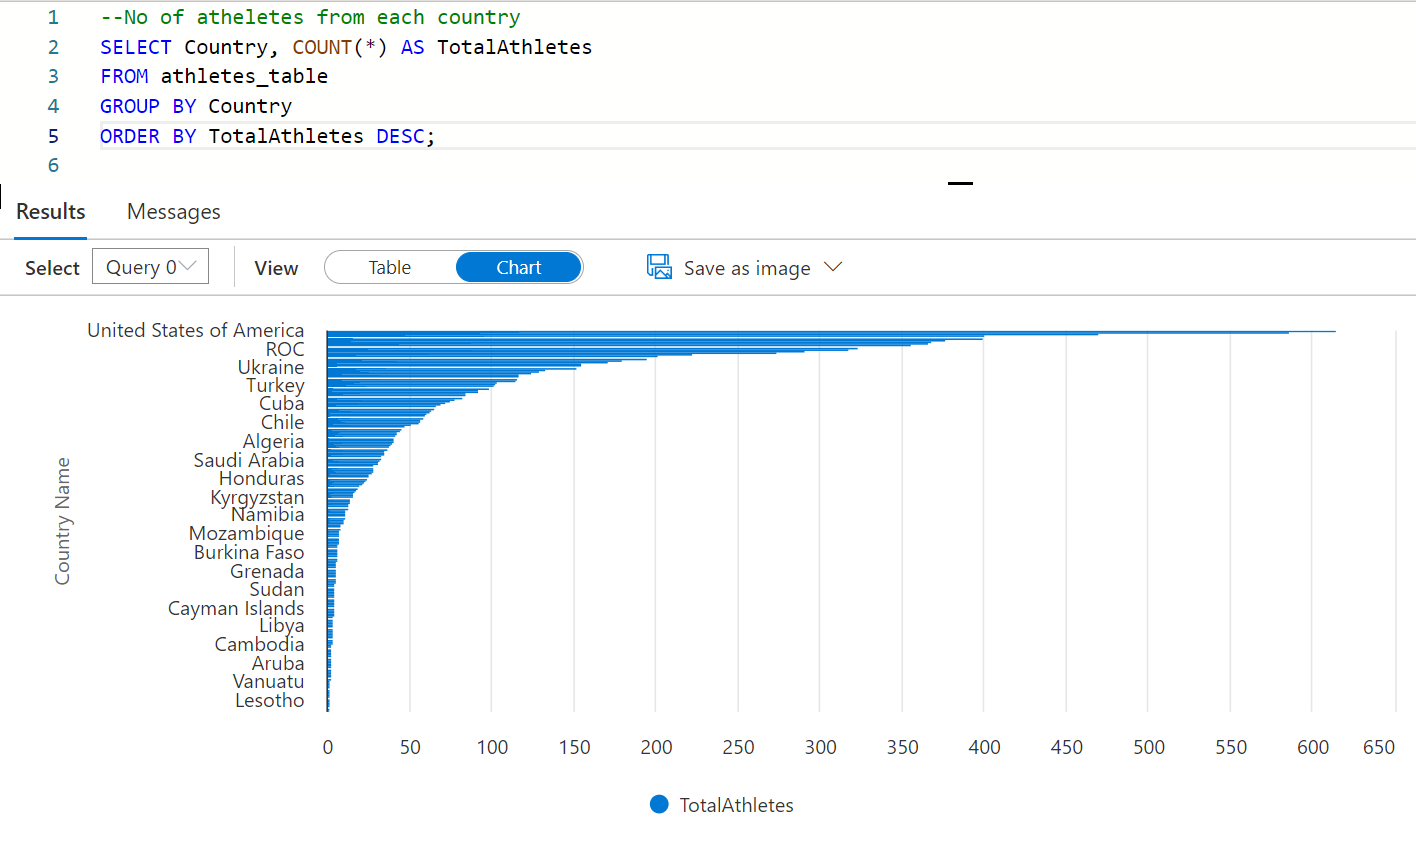 1 --No of atheletes from each country
2 SELECT Country, COUNT(*) AS TotalAthletes
3 FROM athletes_table
4 GROUP BY Country
5 ORDER BY TotalAthletes DESC;
6
Results Messages
Select Query 0 View Table Chart Save as image
United States of America
ROC
Ukraine
Turkey
Cuba
Chile
Algeria
Saudi Arabia
Honduras
Kyrgyzstan
Namibia
Mozambique
Burkina Faso
Grenada
Sudan
Cayman Islands
Libya
Cambodia
Aruba
Vanuatu
Lesotho
Country Name
0 50 100 150 200 250 300 350 400 450 500 550 600 650
TotalAthletes